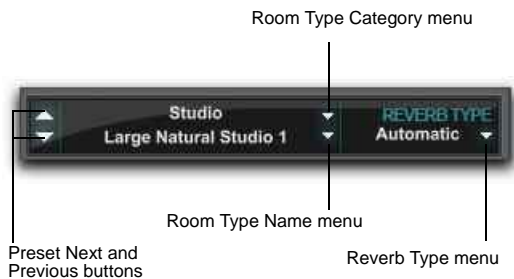 Room Type Category menu
Studio
REVERB TYPE
Large Natural Studio 1
Automatic
Room Type Name menu
Preset Next and
Previous buttons
Reverb Type menu